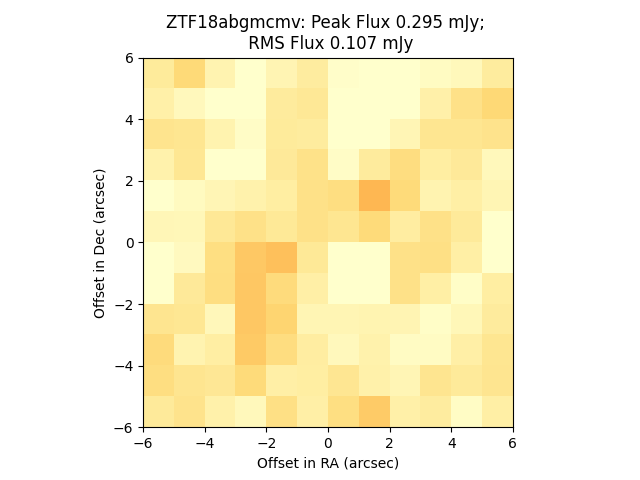 ZTF18abgmcmv: Peak Flux 0.295 mJy;
RMS Flux 0.107 mJy
6
4
2
0
−2
−4
−6
Offset in Dec (arcsec)
−6 −4 −2 0 2 4 6
Offset in RA (arcsec)